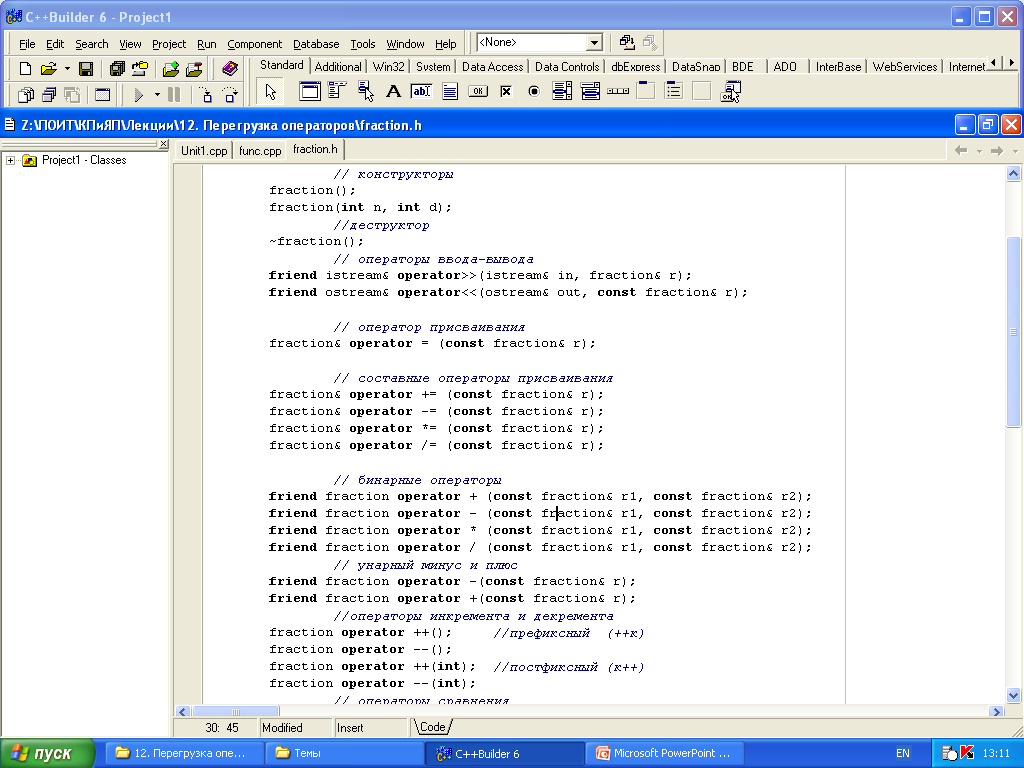 C++Builder 6 - Project1
File Edit Search View Project Run Component Database Tools Window Help <None>
Standard Additional Win32 System Data Access Data Controls dbExpress DataSnap BDE ADO InterBase WebServices Internet
Z:\ПОИТ\КПиЯП\Лекции\12. Перегрузка операторов\fraction.h
Project1 - Classes
Unit1.cpp func.cpp fraction.h
// конструкторы
fraction();
fraction(int n, int d);
//деструктор
~fraction();
// операторы ввода-вывода
friend istream& operator>>(istream& in, fraction& r);
friend ostream& operator<<(ostream& out, const fraction& r);
// оператор присваивания
fraction& operator = (const fraction& r);
// составные операторы присваивания
fraction& operator += (const fraction& r);
fraction& operator -= (const fraction& r);
fraction& operator *= (const fraction& r);
fraction& operator /= (const fraction& r);
// бинарные операторы
friend fraction operator + (const fraction& r1, const fraction& r2);
friend fraction operator - (const fraction& r1, const fraction& r2);
friend fraction operator * (const fraction& r1, const fraction& r2);
friend fraction operator / (const fraction& r1, const fraction& r2);
// унарный минус и плюс
friend fraction operator -(const fraction& r);
friend fraction operator +(const fraction& r);
//операторы инкремента и декремента
fraction operator ++(); //префиксный (++к)
fraction operator --();
fraction operator ++(int); //постфиксный (к++)
fraction operator --(int);
// операторы сравнения
30: 45 Modified Insert Code
пуск 12. Перегрузка опе... Темы C++Builder 6 Microsoft PowerPoint ... EN 13:11